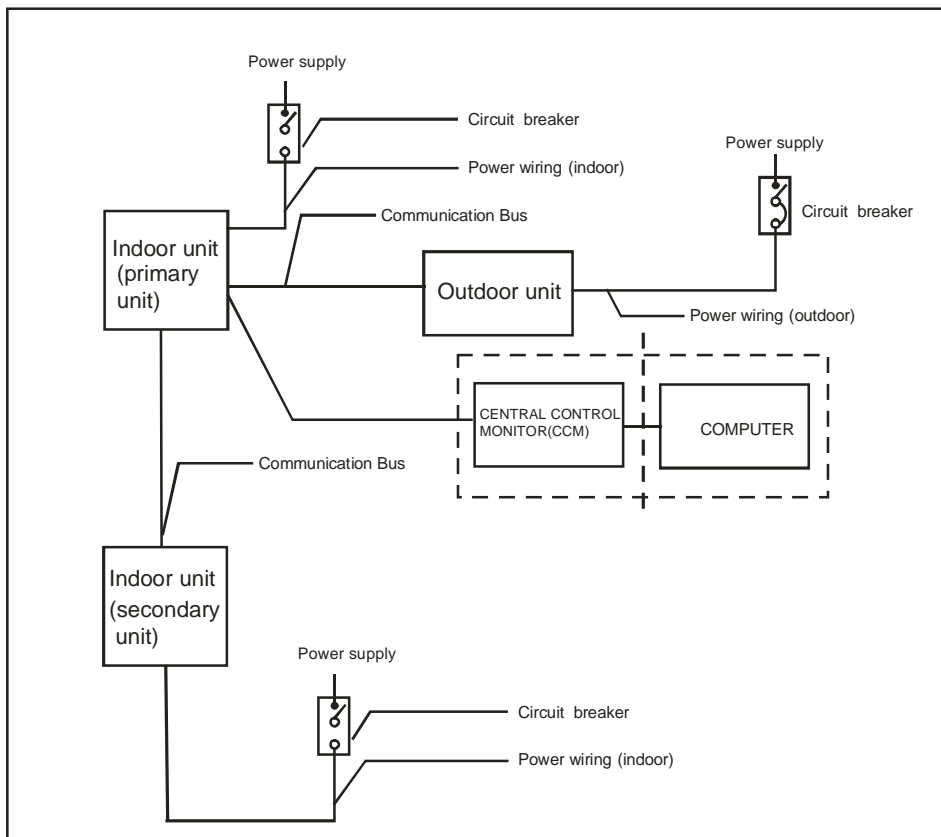 Power supply
Circuit breaker
Power wiring (indoor)
Communication Bus
Power supply
Circuit breaker
Indoor unit
(primary
unit)
Outdoor unit
Power wiring (outdoor)
CENTRAL CONTROL
MONITOR(CCM)
COMPUTER
Communication Bus
Indoor unit
(secondary
unit)
Power supply
Circuit breaker
Power wiring (indoor)